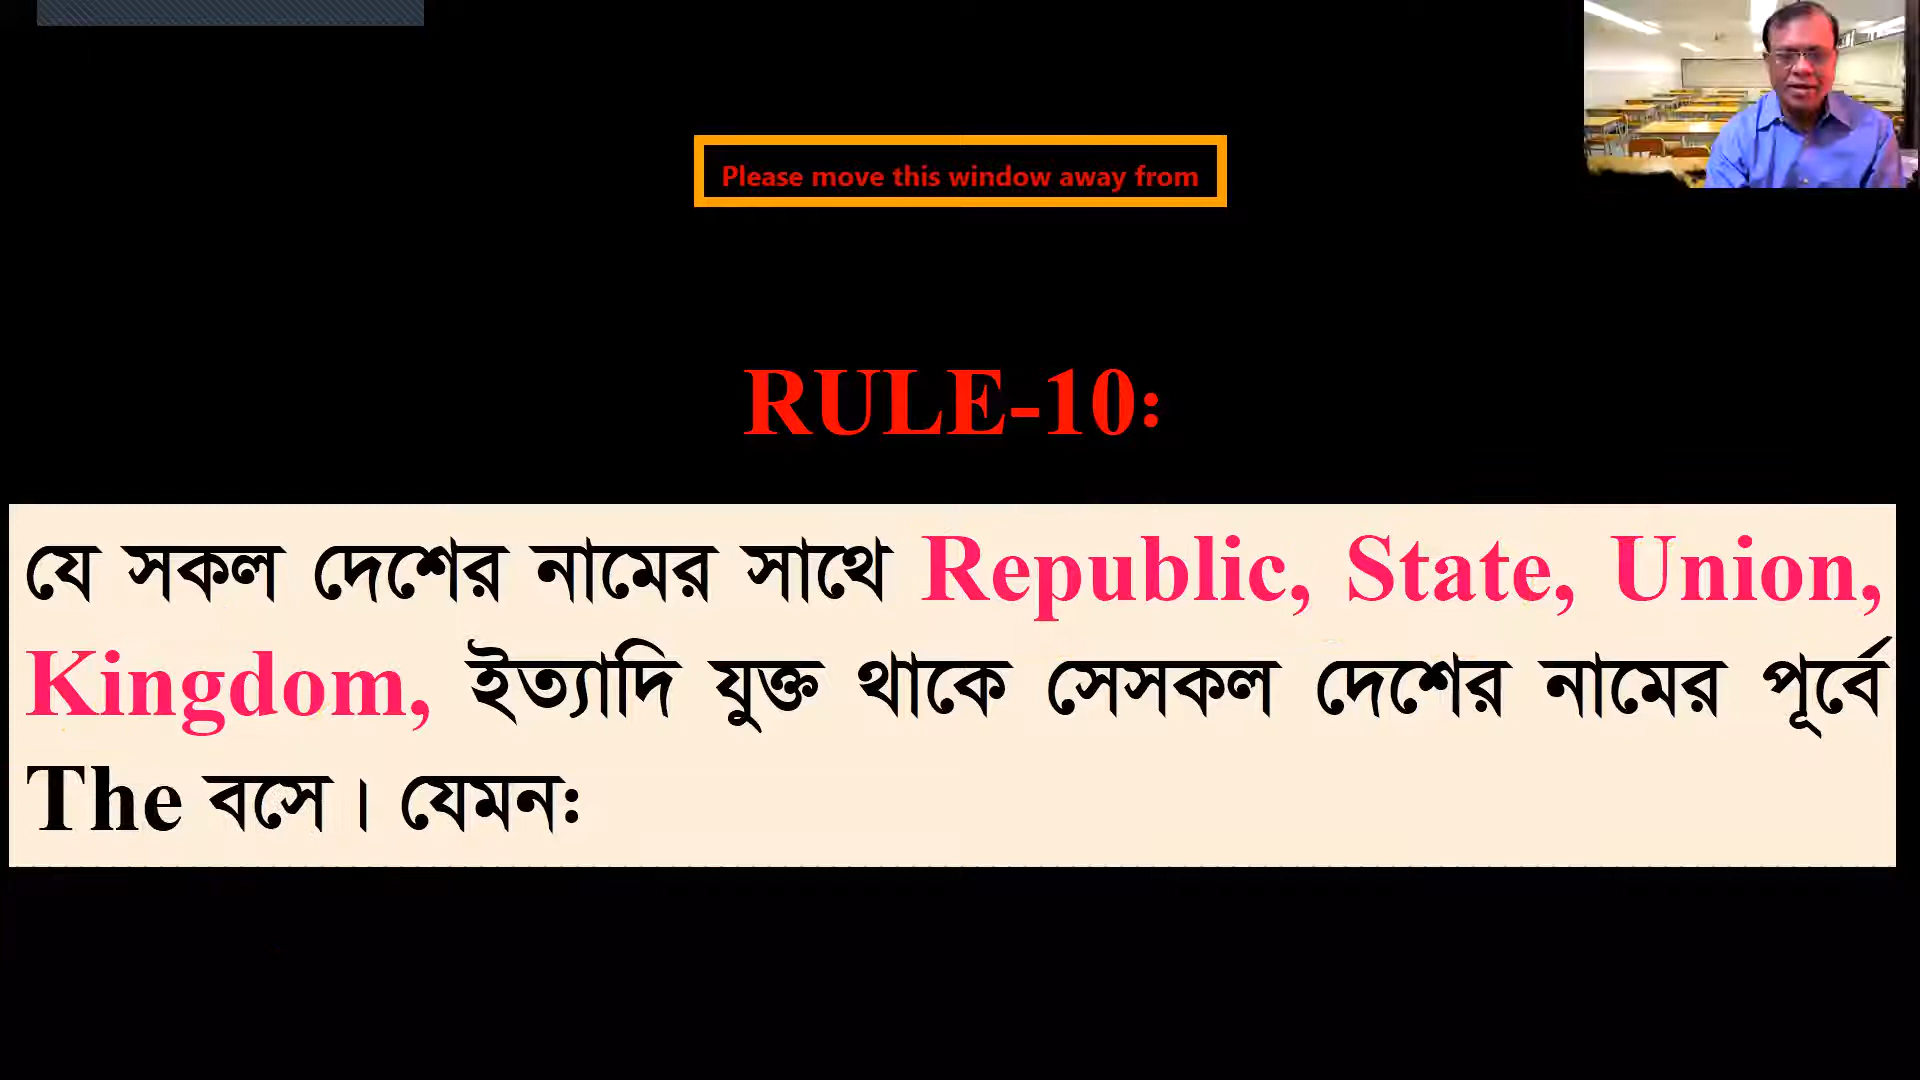 Please move this window away from
RULE-10ঃ
যে সকল দেশের নামের সাথে Republic, State, Union,
Kingdom, ইত্যাদি যুক্ত থাকে সেসকল দেশের নামের পূর্বে
The বসে। যেমনঃ